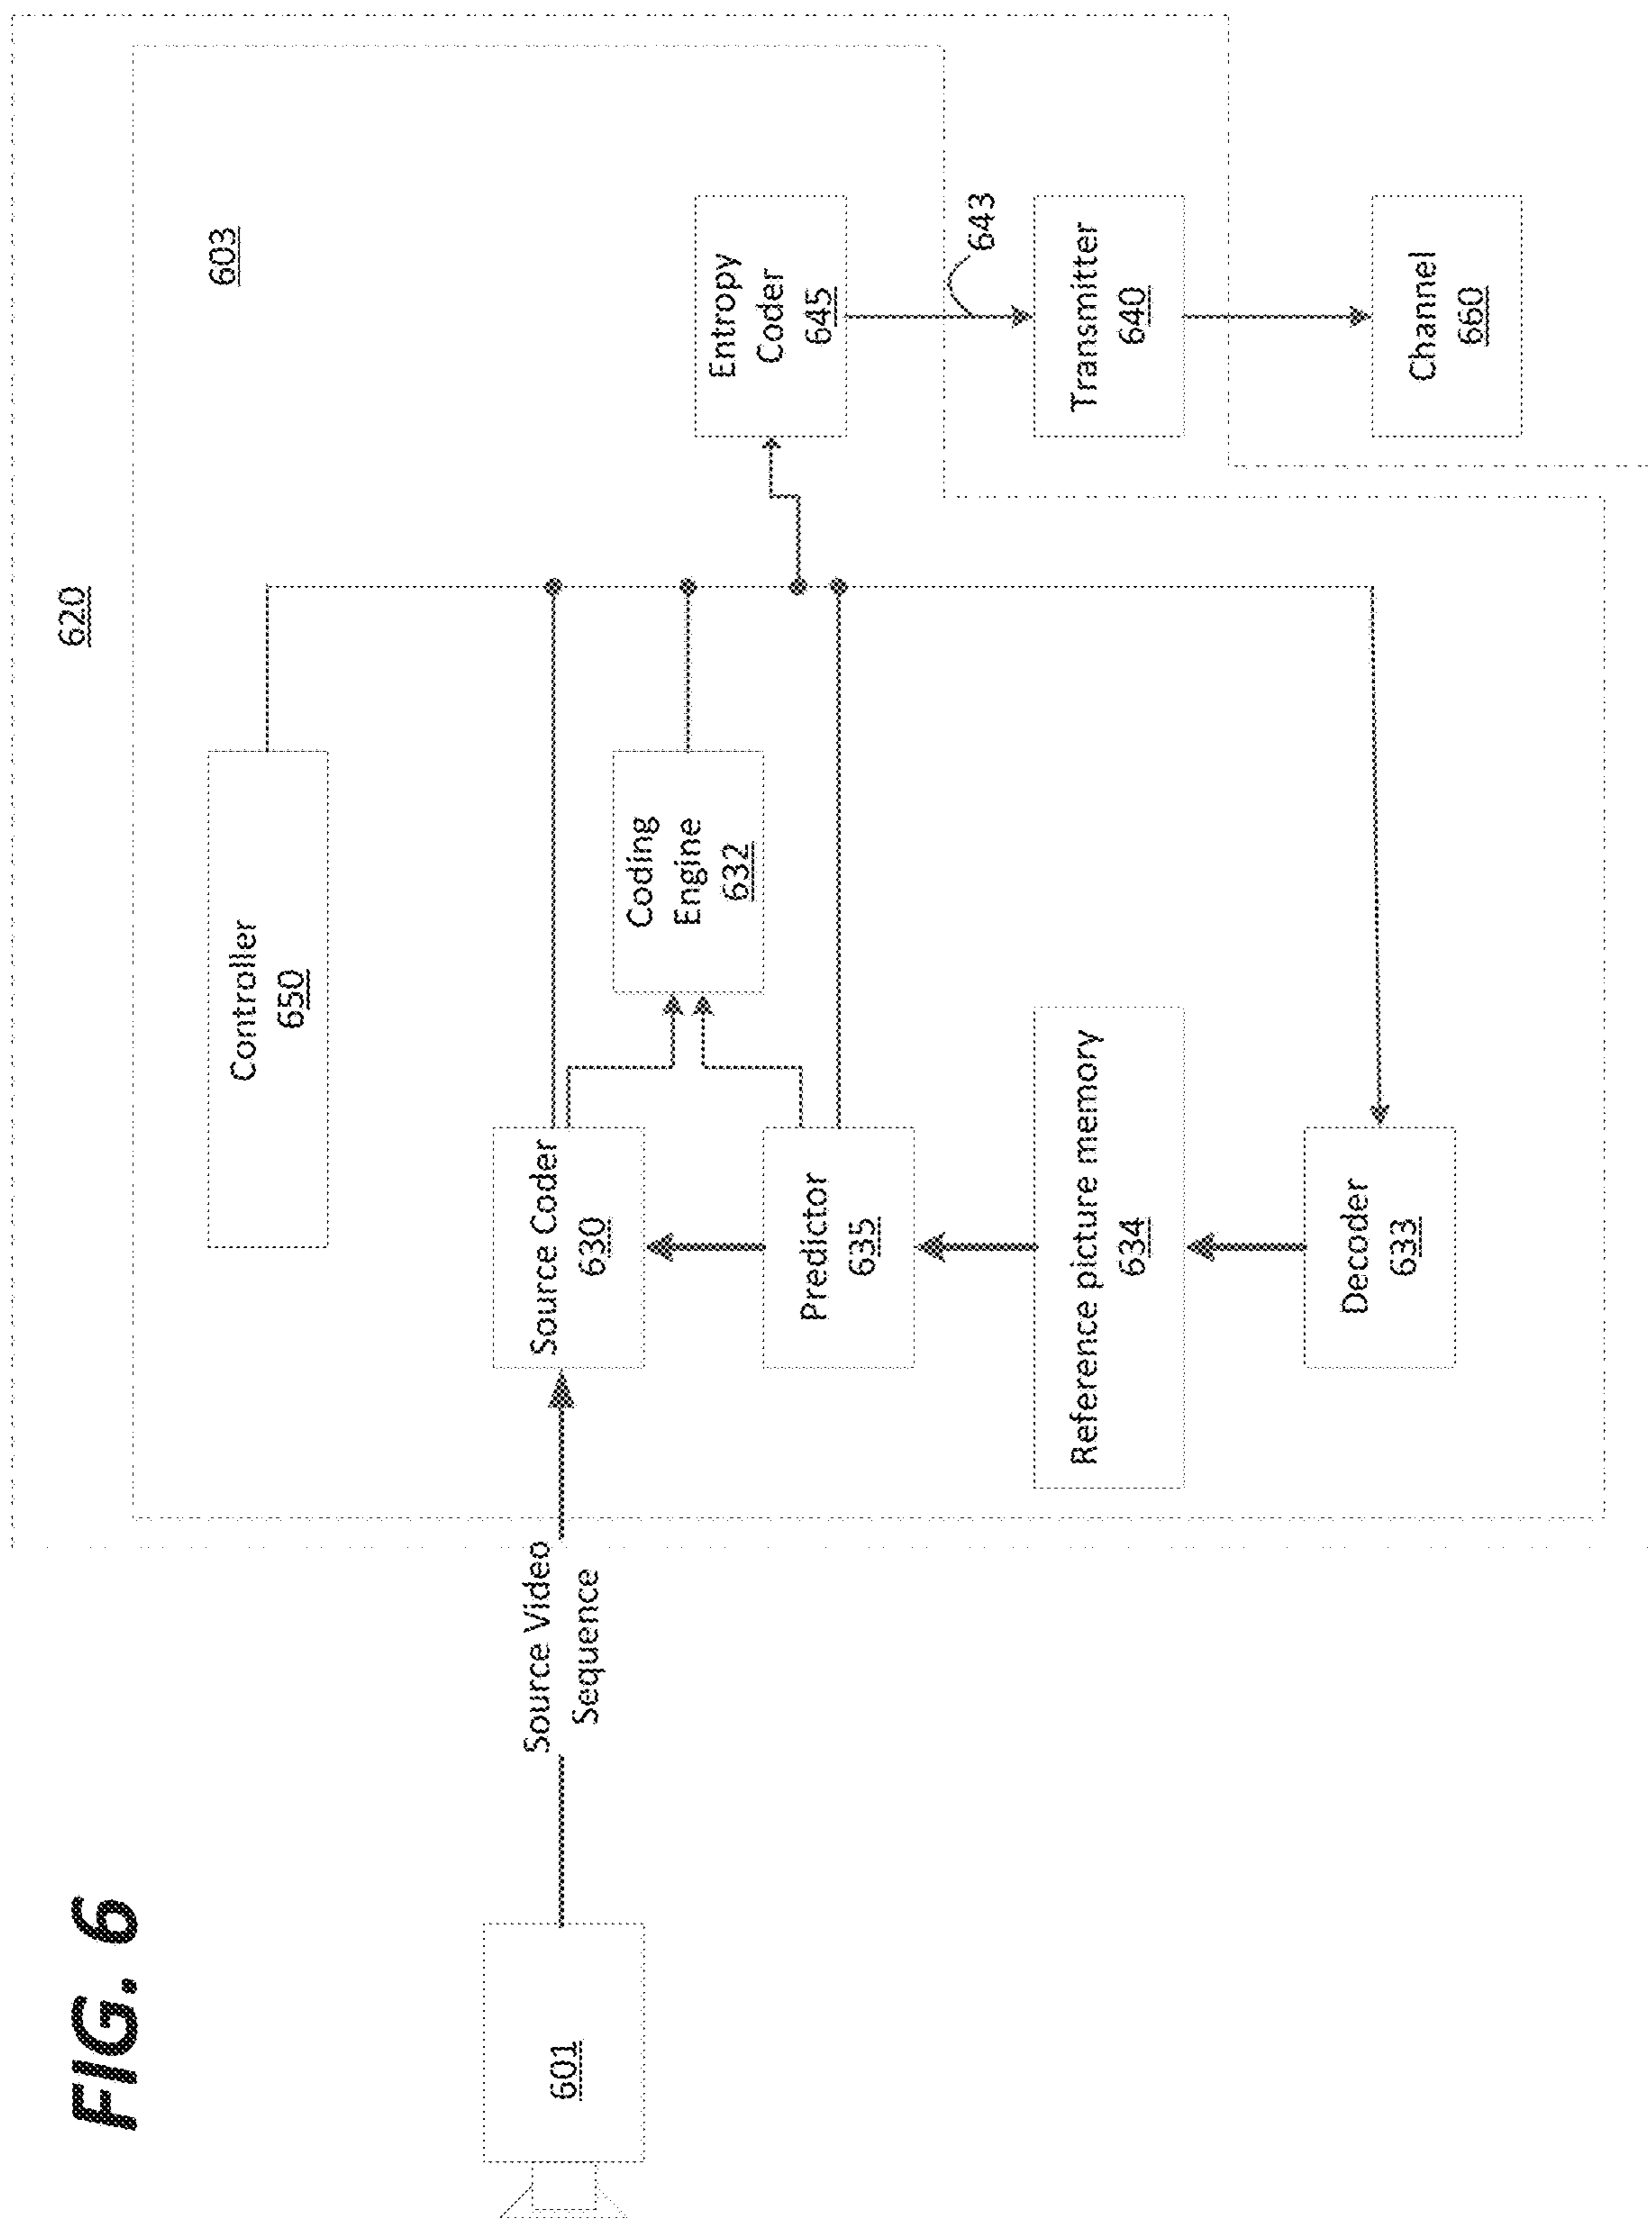 FIG. 6
620
603
Controller
650
601
Source Video
Sequence
Source Coder
630
Coding
Engine
632
Entropy
Coder
645
Predictor
635
643
Reference picture memory
634
Transmitter
640
Decoder
633
Channel
660